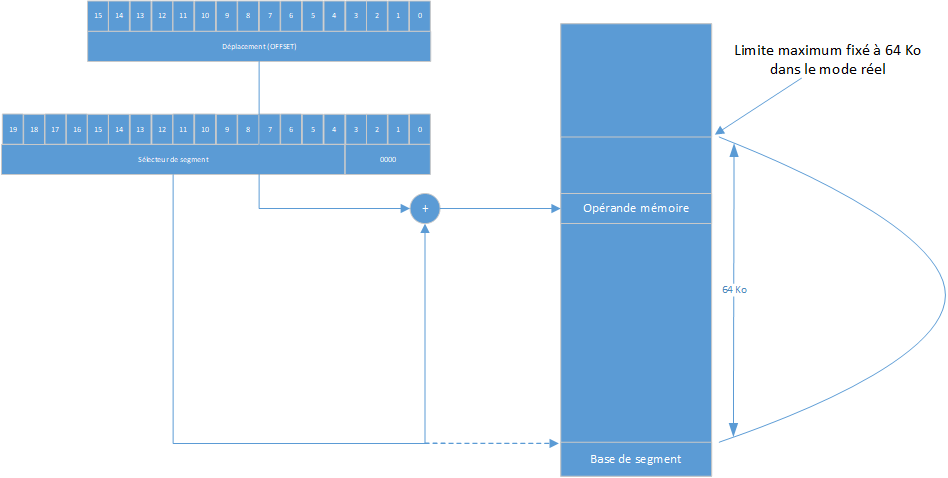 15 14 13 12 11 10 9 8 7 6 5 4 3 2 1 0
Déplacement (OFFSET)
Limite maximum fixé à 64 Ko
dans le mode réel
19 18 17 16 15 14 13 12 11 10 9 8 7 6 5 4 3 2 1 0
Sélecteur de segment 0000
+
Opérande mémoire
64 Ko
Base de segment